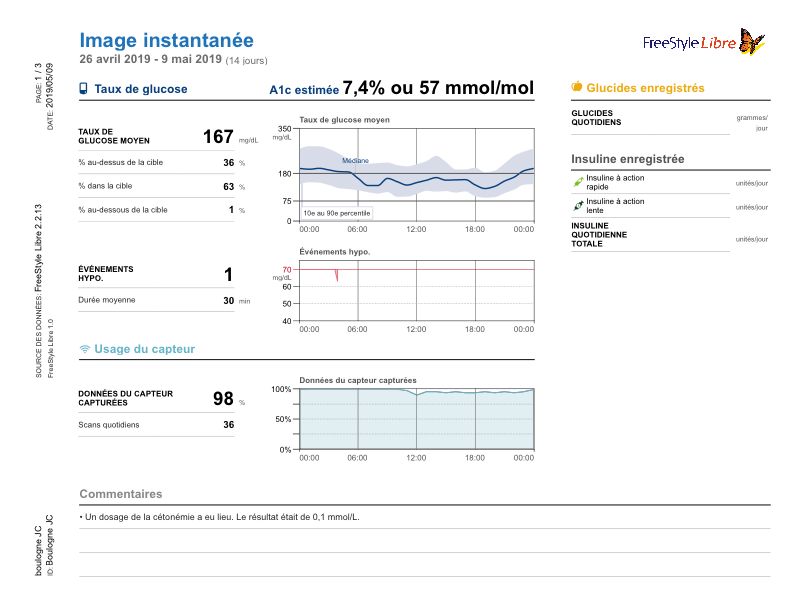 Image instantanée
26 avril 2019 - 9 mai 2019 (14 jours)
FreeStyle Libre
PAGE: 1 / 3
DATE: 2019/05/09
Taux de glucose
A1c estimée 7,4% ou 57 mmol/mol
TAUX DE
GLUCOSE MOYEN 167 mg/dL
% au-dessus de la cible 36 %
% dans la cible 63 %
% au-dessous de la cible 1 %
Taux de glucose moyen
350
mg/dL
180
75
0
Médiane
10e au 90e percentile
00:00 06:00 12:00 18:00 00:00
ÉVÉNEMENTS
HYPO. 1
Durée moyenne 30 min
Événements hypo.
70
mg/dL
60
50
40
00:00 06:00 12:00 18:00 00:00
Glucides enregistrés
GLUCIDES
QUOTIDIENS
grammes/
jour
Insuline enregistrée
Insuline à action
rapide
unités/jour
Insuline à action
lente
unités/jour
INSULINE
QUOTIDIENNE
TOTALE
unités/jour
SOURCE DES DONNÉES: FreeStyle Libre 2.2.13
FreeStyle Libre 1.0
Usage du capteur
DONNÉES DU CAPTEUR
CAPTURÉES 98 %
Scans quotidiens 36
Données du capteur capturées
100%
50%
0%
00:00 06:00 12:00 18:00 00:00
Commentaires
• Un dosage de la cétonémie a eu lieu. Le résultat était de 0,1 mmol/L.
boulogne JC
ID: Boulogne JC